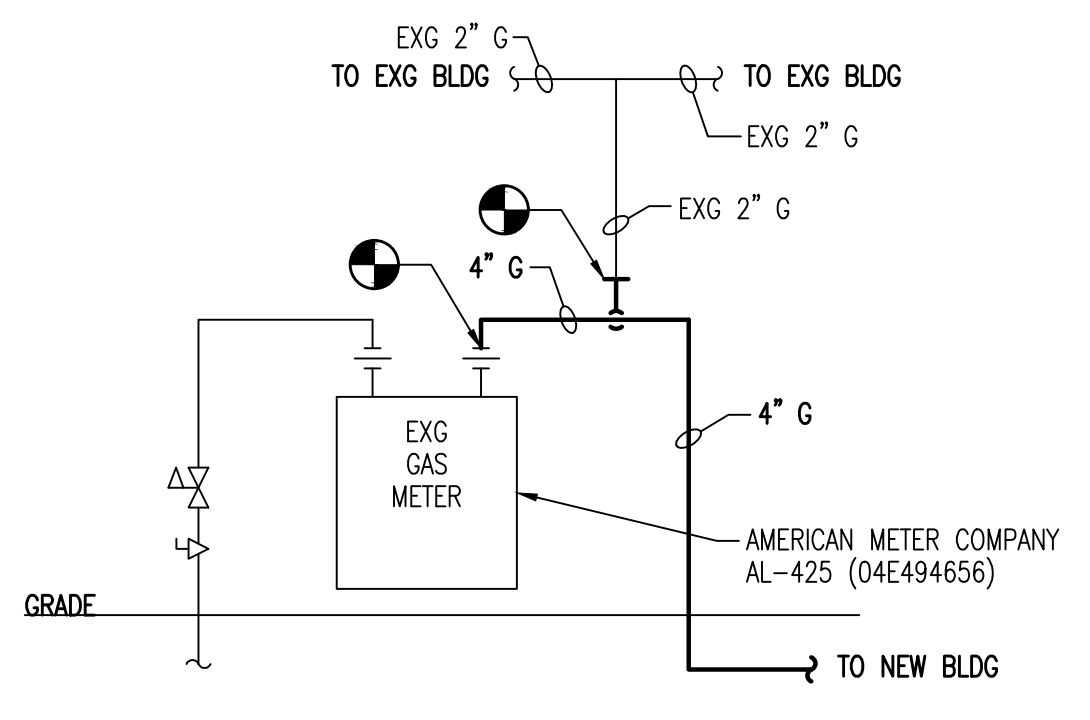 EXG 2" G
TO EXG BLDG
TO EXG BLDG
EXG 2" G
EXG 2" G
4" G
4" G
EXG
GAS
METER
AMERICAN METER COMPANY
AL-425 (04E494656)
GRADE
TO NEW BLDG